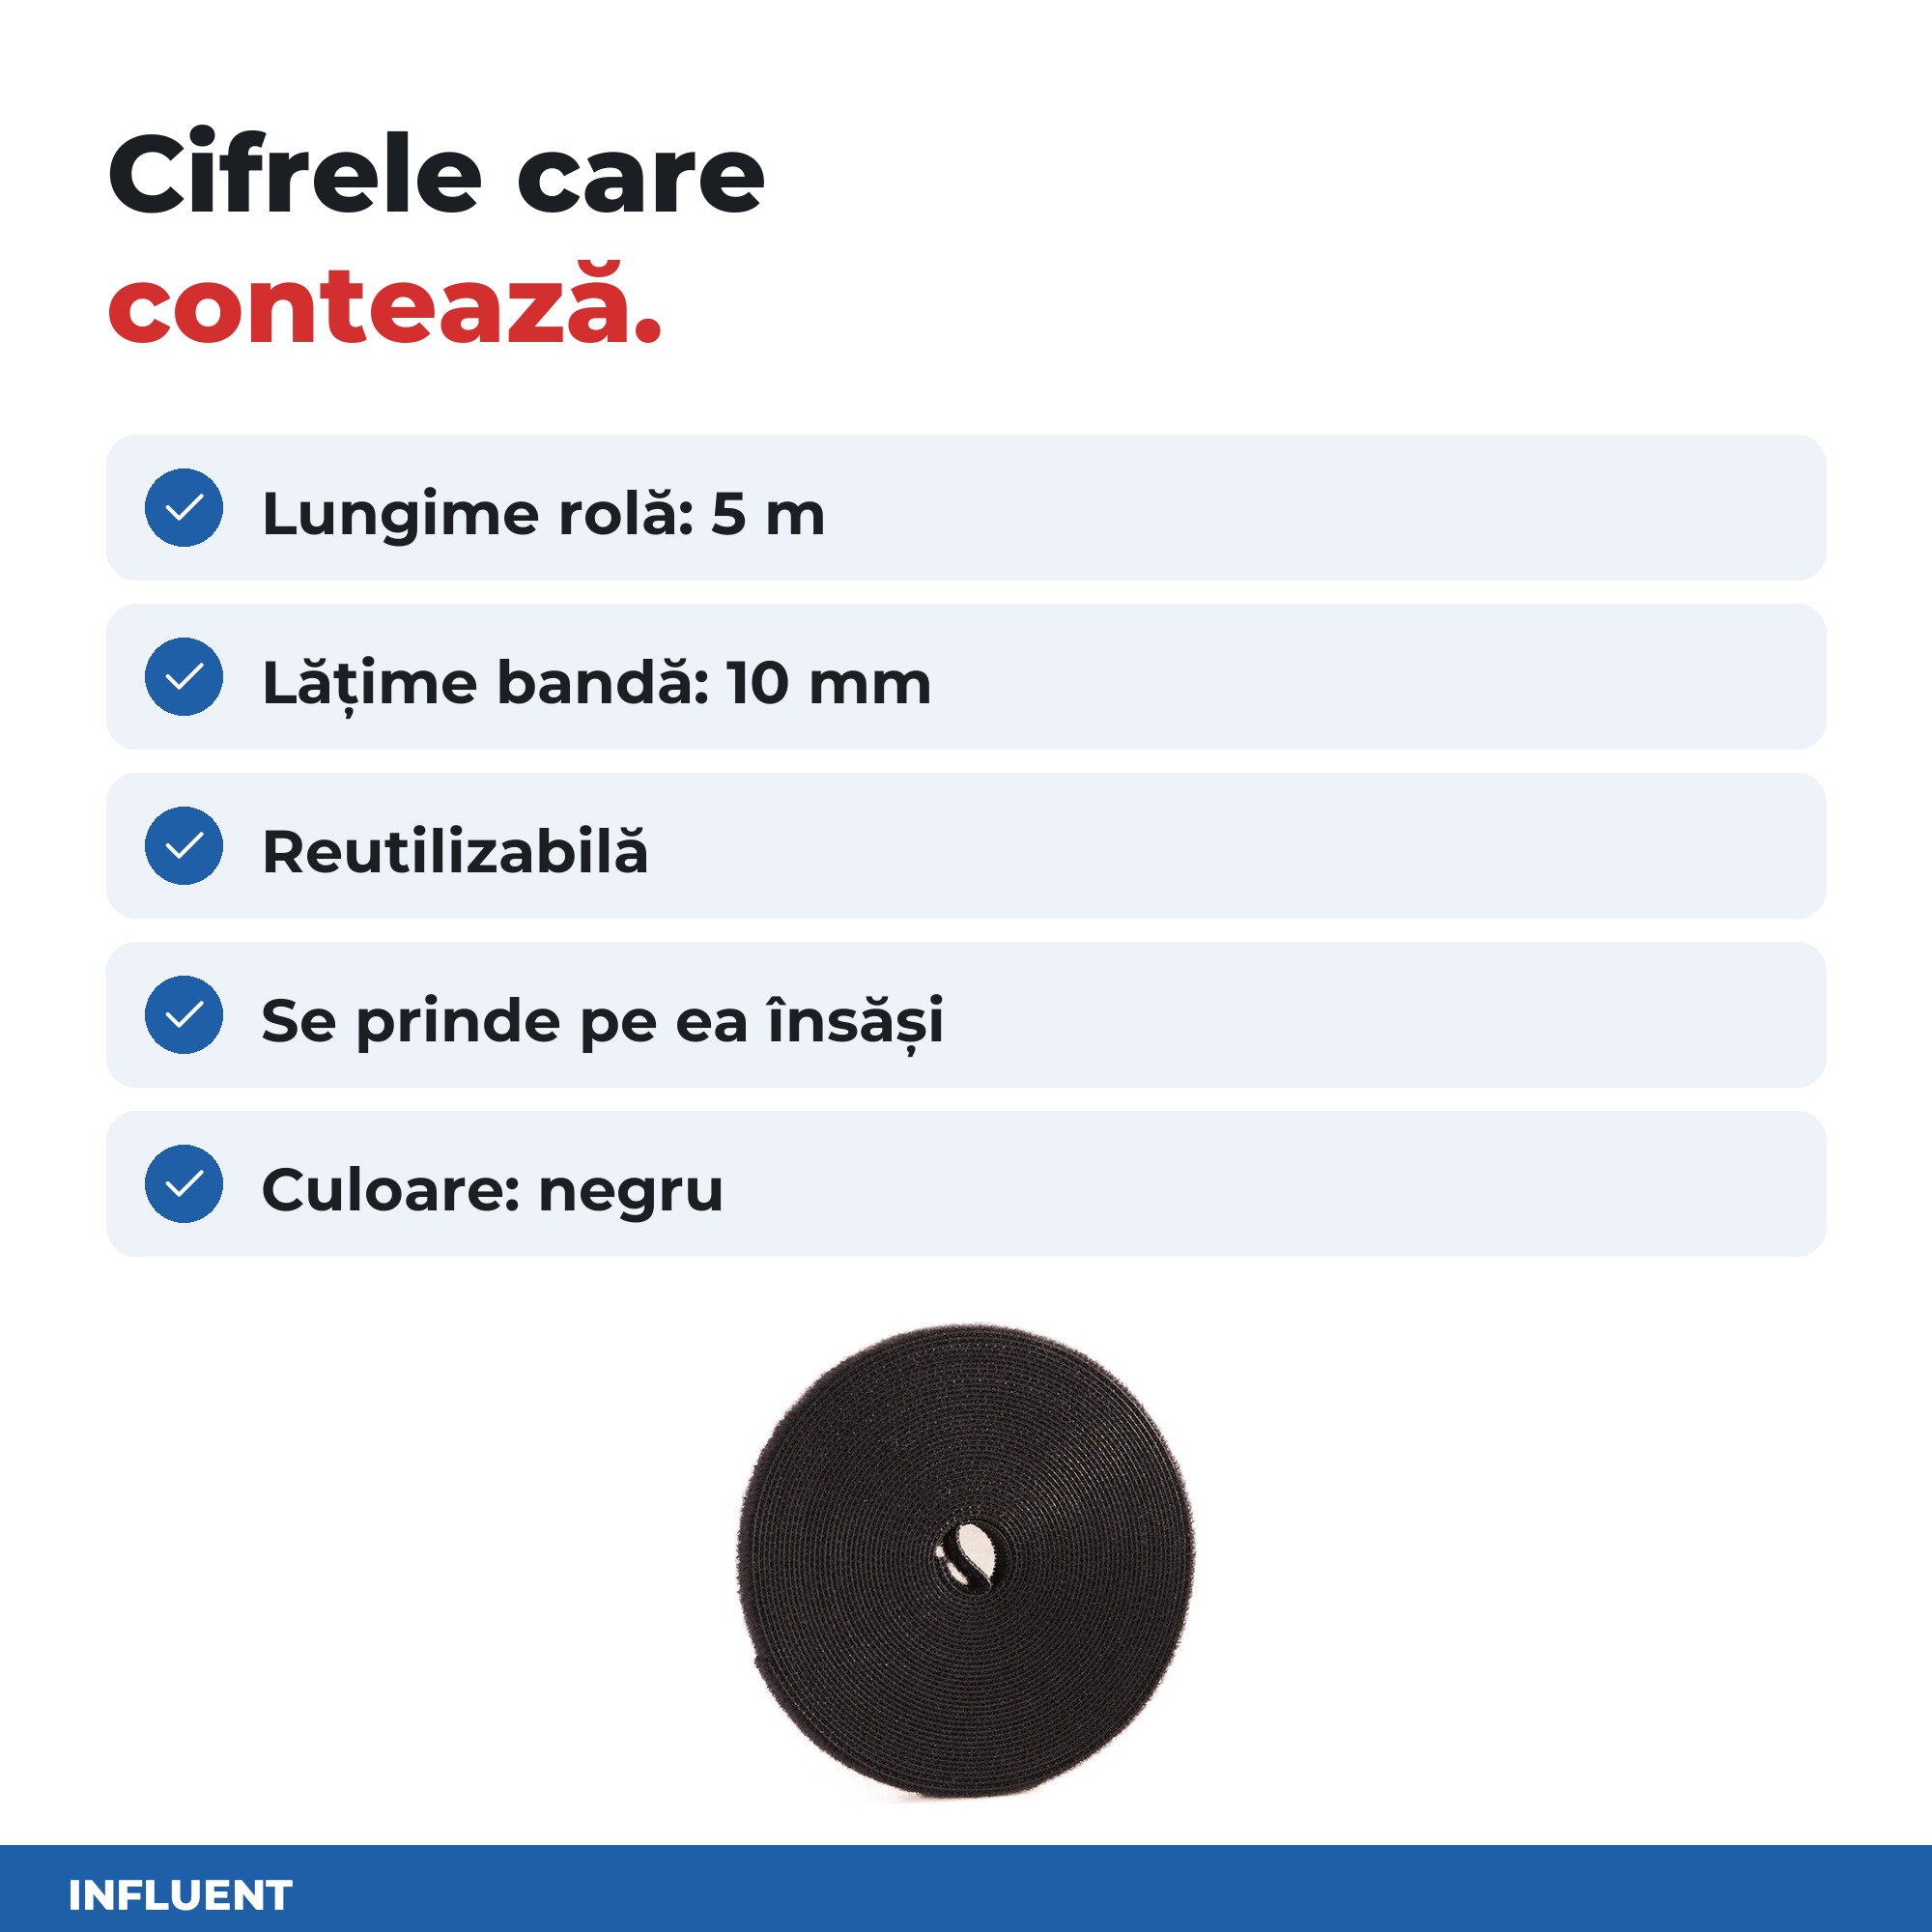 Cifrele care
contează.
Lungime rolă: 5 m
Lățime bandă: 10 mm
Reutilizabilă
Se prinde pe ea însăși
Culoare: negru
INFLUENT